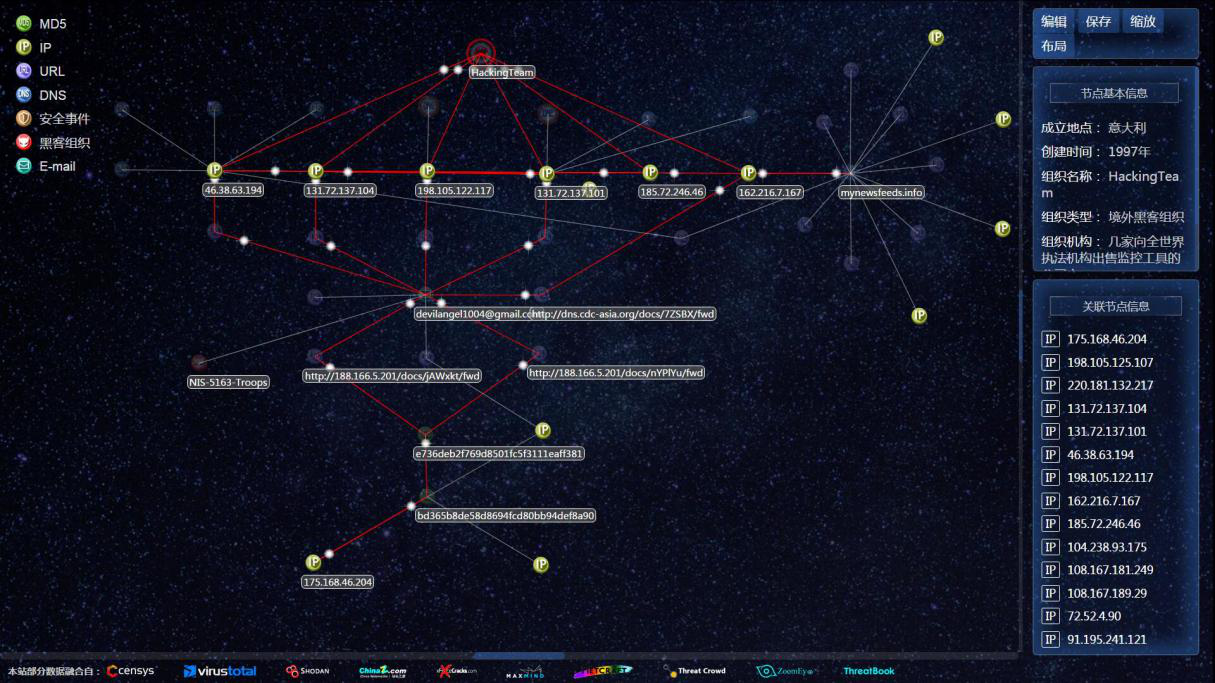 MD5
IP
URL
DNS
安全事件
黑客组织
E-mail
HackingTeam
46.38.63.194
131.72.137.104
198.105.122.117
131.72.137.101
185.72.246.46
162.216.7.167
mynewsfeeds.info
devilangel1004@gmail.co
http://dns.cdc-asia.org/docs/7ZSBX/fwd
NIS-5163-Troops
http://188.166.5.201/docs/jAWxkt/fwd
http://188.166.5.201/docs/nYPlYu/fwd
e736deb2f769d8501fc5f3111eaff381
bd365b8de58d8694fcd80bb94def8a90
175.168.46.204
编辑 保存 缩放
布局
节点基本信息
成立地点： 意大利
创建时间： 1997年
组织名称： HackingTea
m
组织类型： 境外黑客组织
组织机构： 几家向全世界
执法机构出售监控工具的
关联节点信息
IP 175.168.46.204
IP 198.105.125.107
IP 220.181.132.217
IP 131.72.137.104
IP 131.72.137.101
IP 46.38.63.194
IP 198.105.122.117
IP 162.216.7.167
IP 185.72.246.46
IP 104.238.93.175
IP 108.167.181.249
IP 108.167.189.29
IP 72.52.4.90
IP 91.195.241.121
本站部分数据融合自： censys virustotal SHODAN ChinaZ.com MAXMIND NETCRAFT Threat Crowd ZoomEye ThreatBook